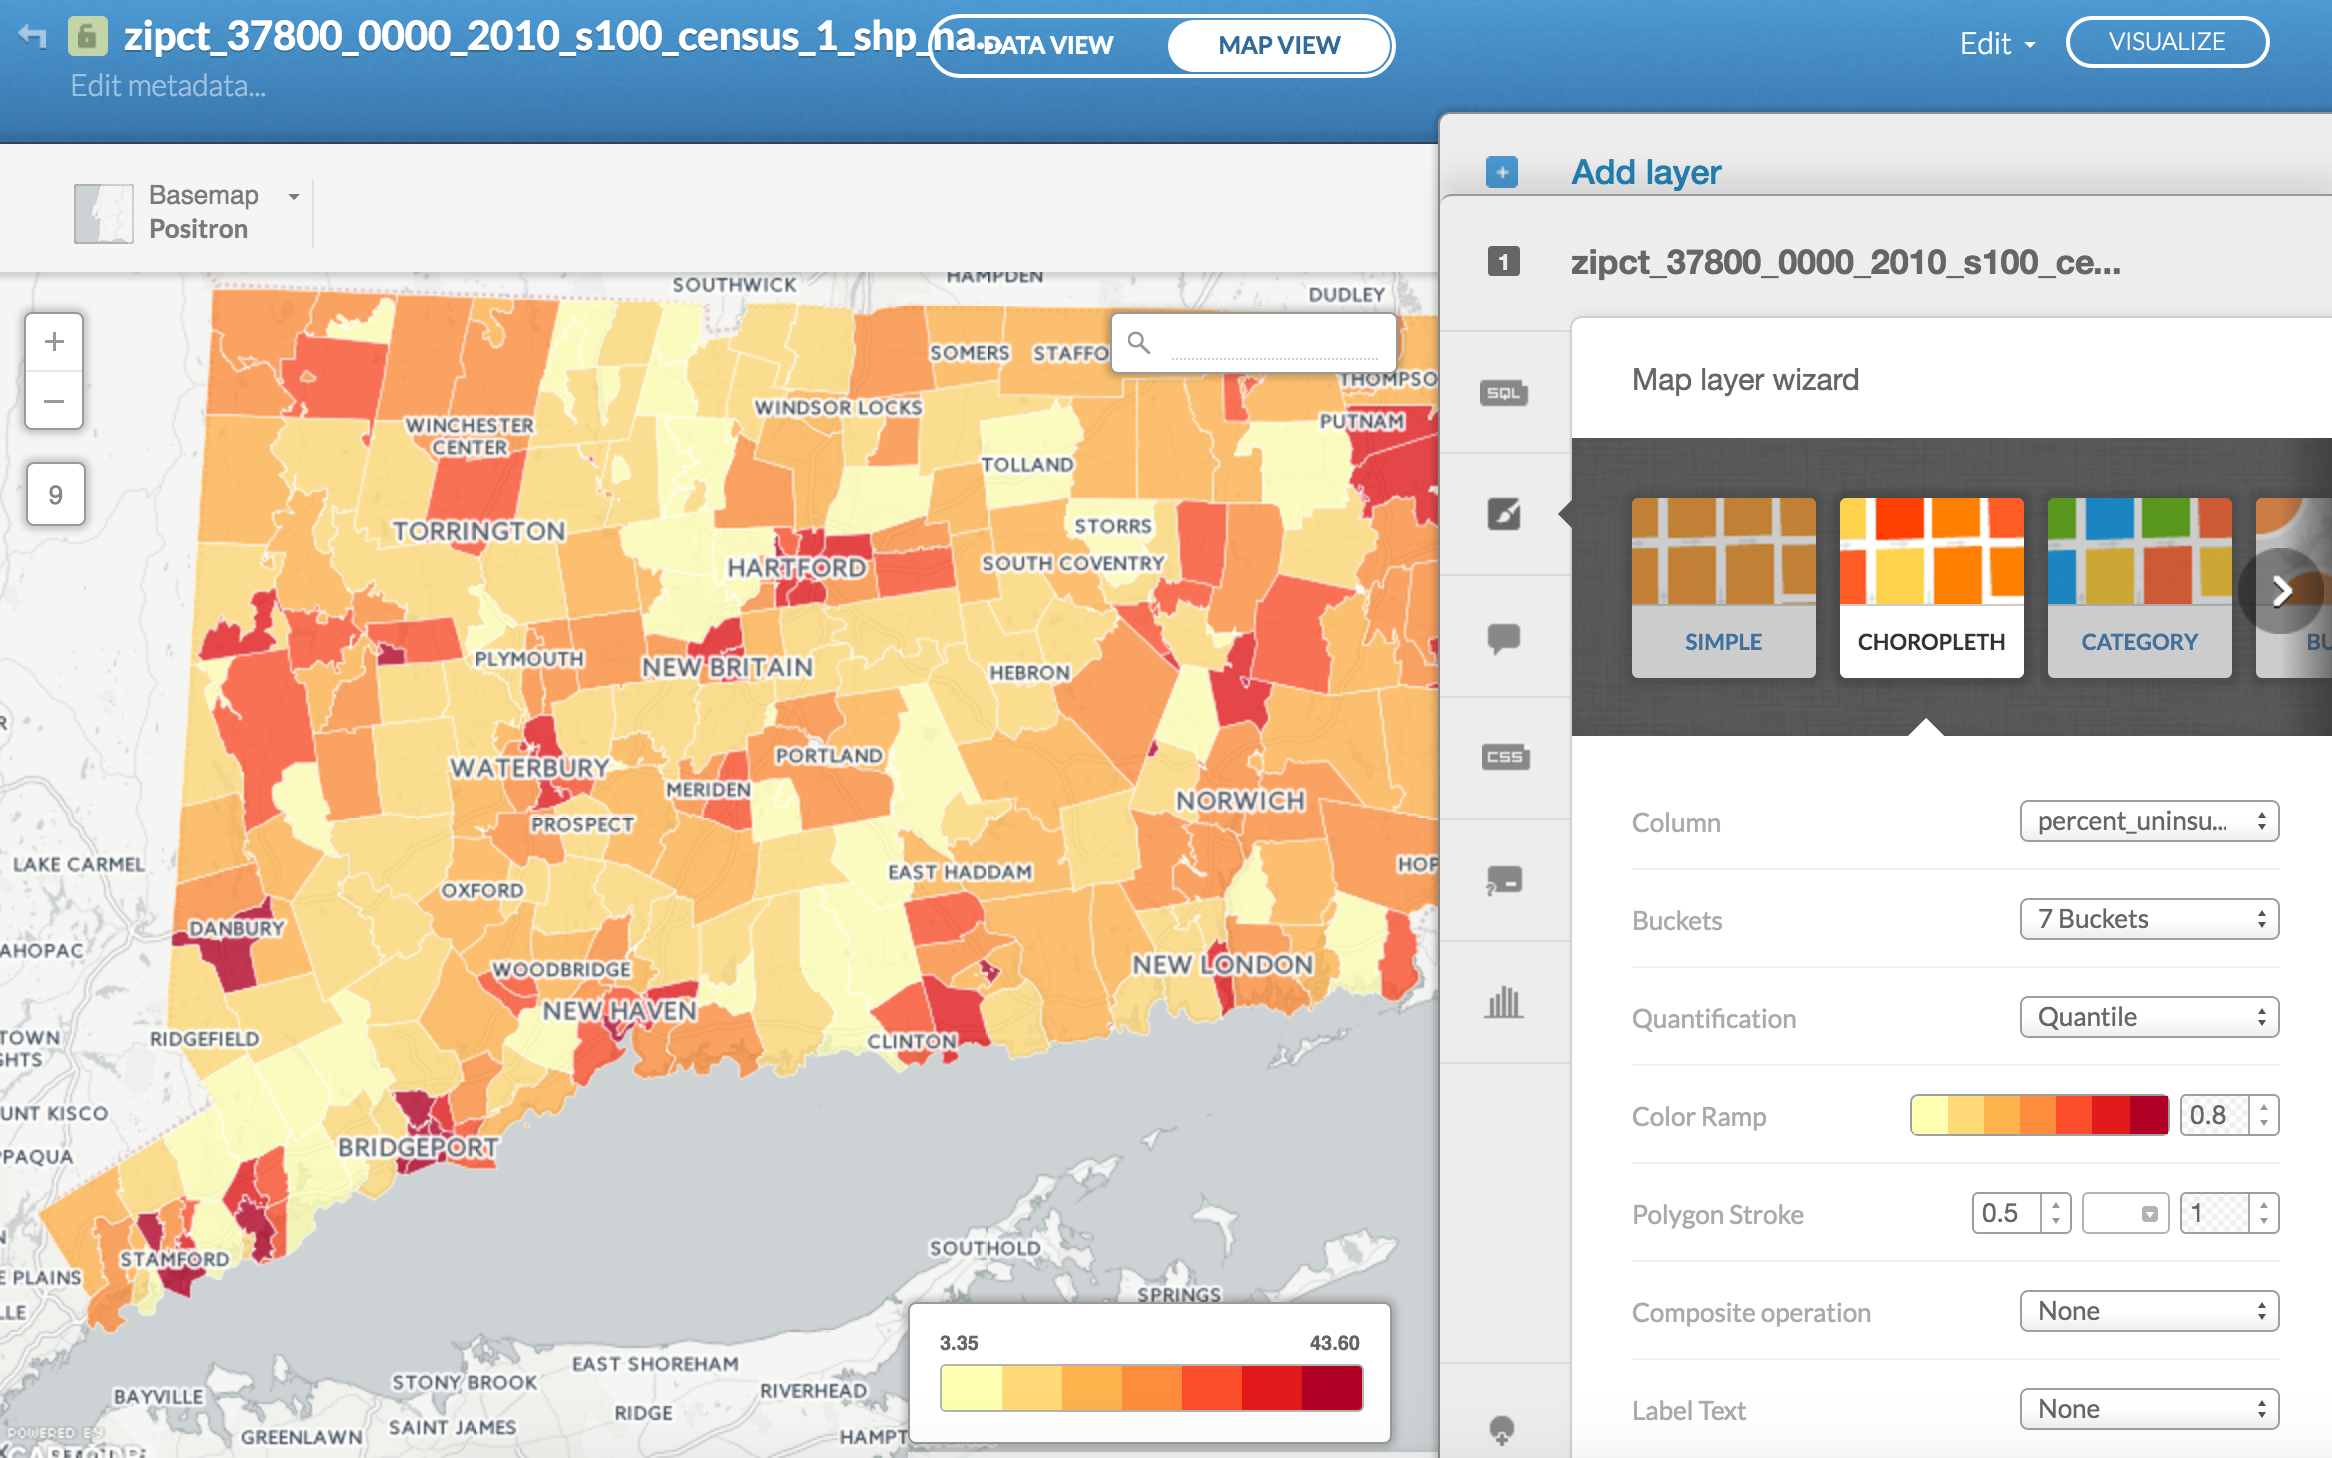 zipct_37800_0000_2010_s100_census_1_shp_na...
DATA VIEW
MAP VIEW
Edit
VISUALIZE
Edit metadata...
Basemap
Positron
Add layer
1
zipct_37800_0000_2010_s100_ce...
Map layer wizard
SQL
CSS
SIMPLE
CHOROPLETH
CATEGORY
BU
Column
percent_uninsu...
Buckets
7 Buckets
Quantification
Quantile
Color Ramp
0.8
Polygon Stroke
0.5
1
Composite operation
None
Label Text
None
+
−
9
SOUTHWICK
HAMPDEN
DUDLEY
SOMERS
STAFFO
THOMPSO
WINDSOR LOCKS
PUTNAM
WINCHESTER
CENTER
TOLLAND
TORRINGTON
STORRS
HARTFORD
SOUTH COVENTRY
PLYMOUTH
NEW BRITAIN
HEBRON
WATERBURY
PORTLAND
MERIDEN
NORWICH
PROSPECT
LAKE CARMEL
EAST HADDAM
HOP
OXFORD
DANBURY
AHOPAC
WOODBRIDGE
NEW LONDON
NEW HAVEN
TOWN
GHTS
RIDGEFIELD
CLINTON
UNT KISCO
PPAQUA
BRIDGEPORT
STAMFORD
SOUTHOLD
E PLAINS
SPRINGS
LLE
3.35
43.60
EAST SHOREHAM
STONY BROOK
BAYVILLE
RIVERHEAD
RIDGE
SAINT JAMES
GREENLAWN
HAMPT
POWERED BY